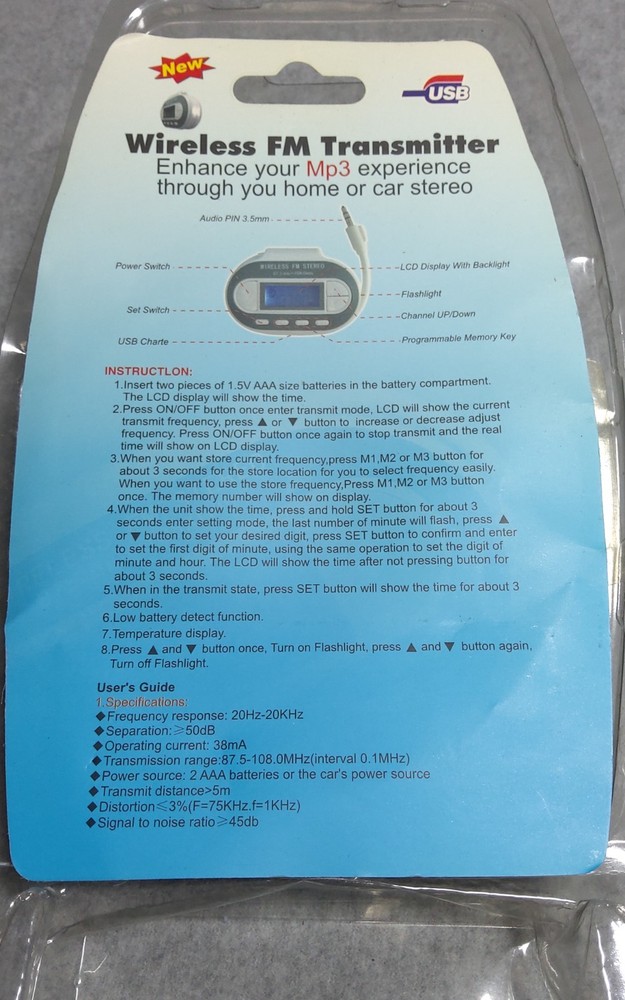 New
USB
Wireless FM Transmitter
Enhance your Mp3 experience
through you home or car stereo
Audio PIN 3.5mm
WIRELESS FM STEREO
Power Switch
LCD Display With Backlight
Flashlight
Set Switch
Channel UP/Down
USB Charte
Programmable Memory Key
INSTRUCTLON:
1.Insert two pieces of 1.5V AAA size batteries in the battery compartment.
The LCD display will show the time.
2.Press ON/OFF button once enter transmit mode, LCD will show the current
transmit frequency, press ▲ or ▼ button to increase or decrease adjust
frequency. Press ON/OFF button once again to stop transmit and the real
time will show on LCD display.
3.When you want store current frequency,press M1,M2 or M3 button for
about 3 seconds for the store location for you to select frequency easily.
When you want to use the store frequency,Press M1,M2 or M3 button
once. The memory number will show on display.
4.When the unit show the time, press and hold SET button for about 3
seconds enter setting mode, the last number of minute will flash, press ▲
or ▼ button to set your desired digit, press SET button to confirm and enter
to set the first digit of minute, using the same operation to set the digit of
minute and hour. The LCD will show the time after not pressing button for
about 3 seconds.
5.When in the transmit state, press SET button will show the time for about 3
seconds.
6.Low battery detect function.
7.Temperature display.
8.Press ▲ and ▼ button once, Turn on Flashlight, press ▲ and ▼ button again,
Turn off Flashlight.
User's Guide
1.Specifications:
◆Frequency response: 20Hz-20KHz
◆Separation:≥50dB
◆Operating current: 38mA
◆Transmission range:87.5-108.0MHz(interval 0.1MHz)
◆Power source: 2 AAA batteries or the car's power source
◆Transmit distance>5m
◆Distortion≤3%(F=75KHz.f=1KHz)
◆Signal to noise ratio≥45db